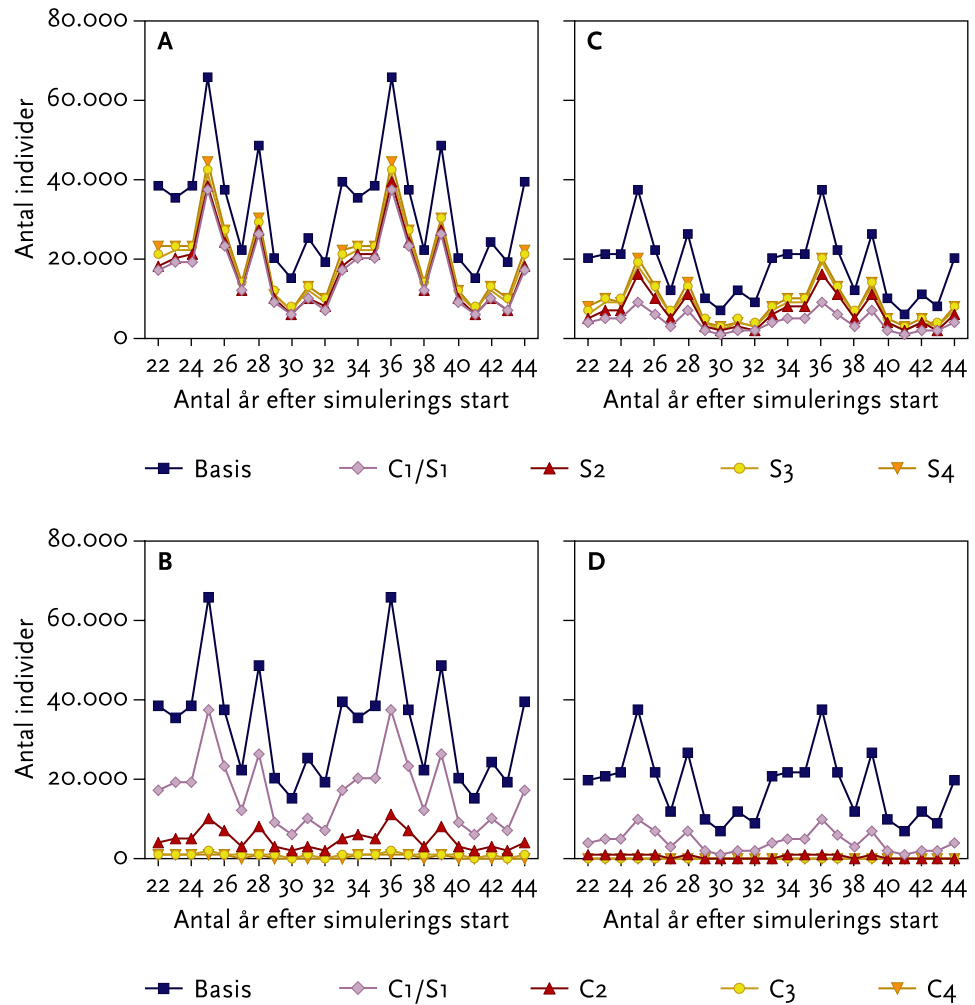 A
C
80.000
60.000
40.000
20.000
0
Antal individer
22 24 26 28 30 32 34 36 38 40 42 44
22 24 26 28 30 32 34 36 38 40 42 44
Antal år efter simulerings start
Antal år efter simulerings start
Basis C1/S1 S2 S3 S4
B
D
80.000
60.000
40.000
20.000
0
Antal individer
22 24 26 28 30 32 34 36 38 40 42 44
22 24 26 28 30 32 34 36 38 40 42 44
Antal år efter simulerings start
Antal år efter simulerings start
Basis C1/S1 C2 C3 C4